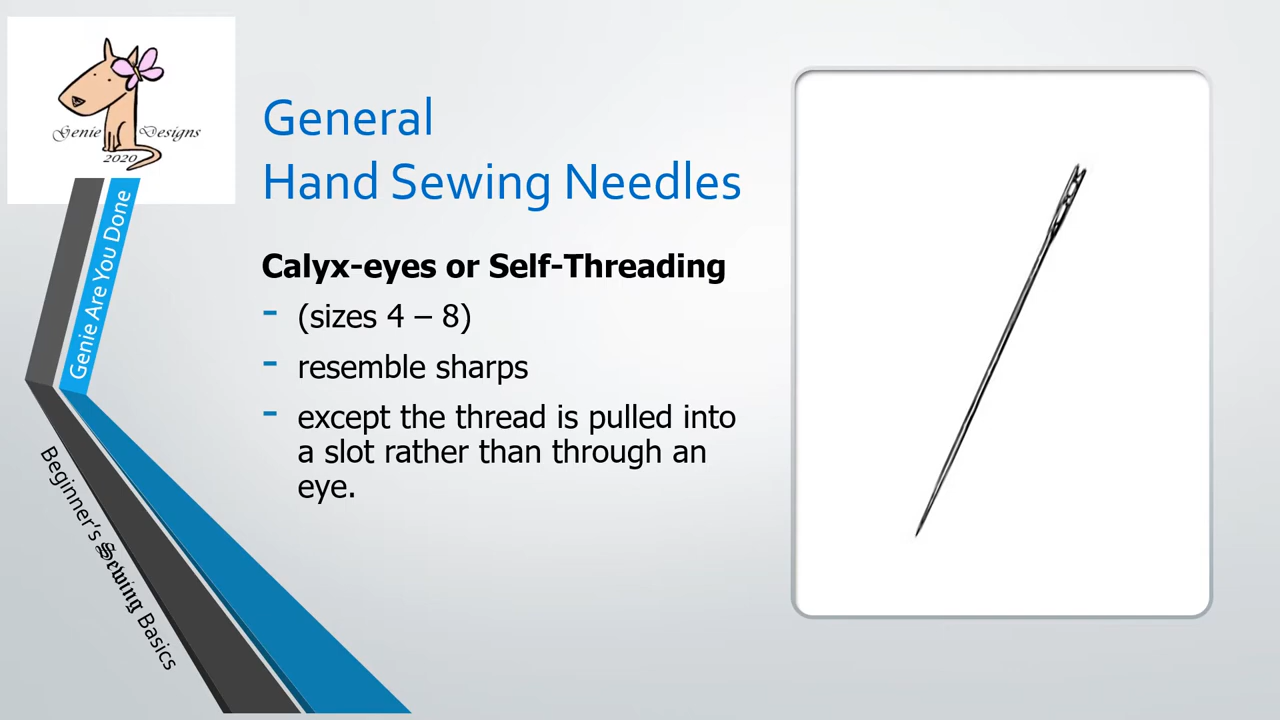 Genie Designs
2020
General
Hand Sewing Needles
Genie Are You Done
Calyx-eyes or Self-Threading
- (sizes 4 – 8)
- resemble sharps
- except the thread is pulled into
a slot rather than through an
eye.
Beginner's Sewing Basics